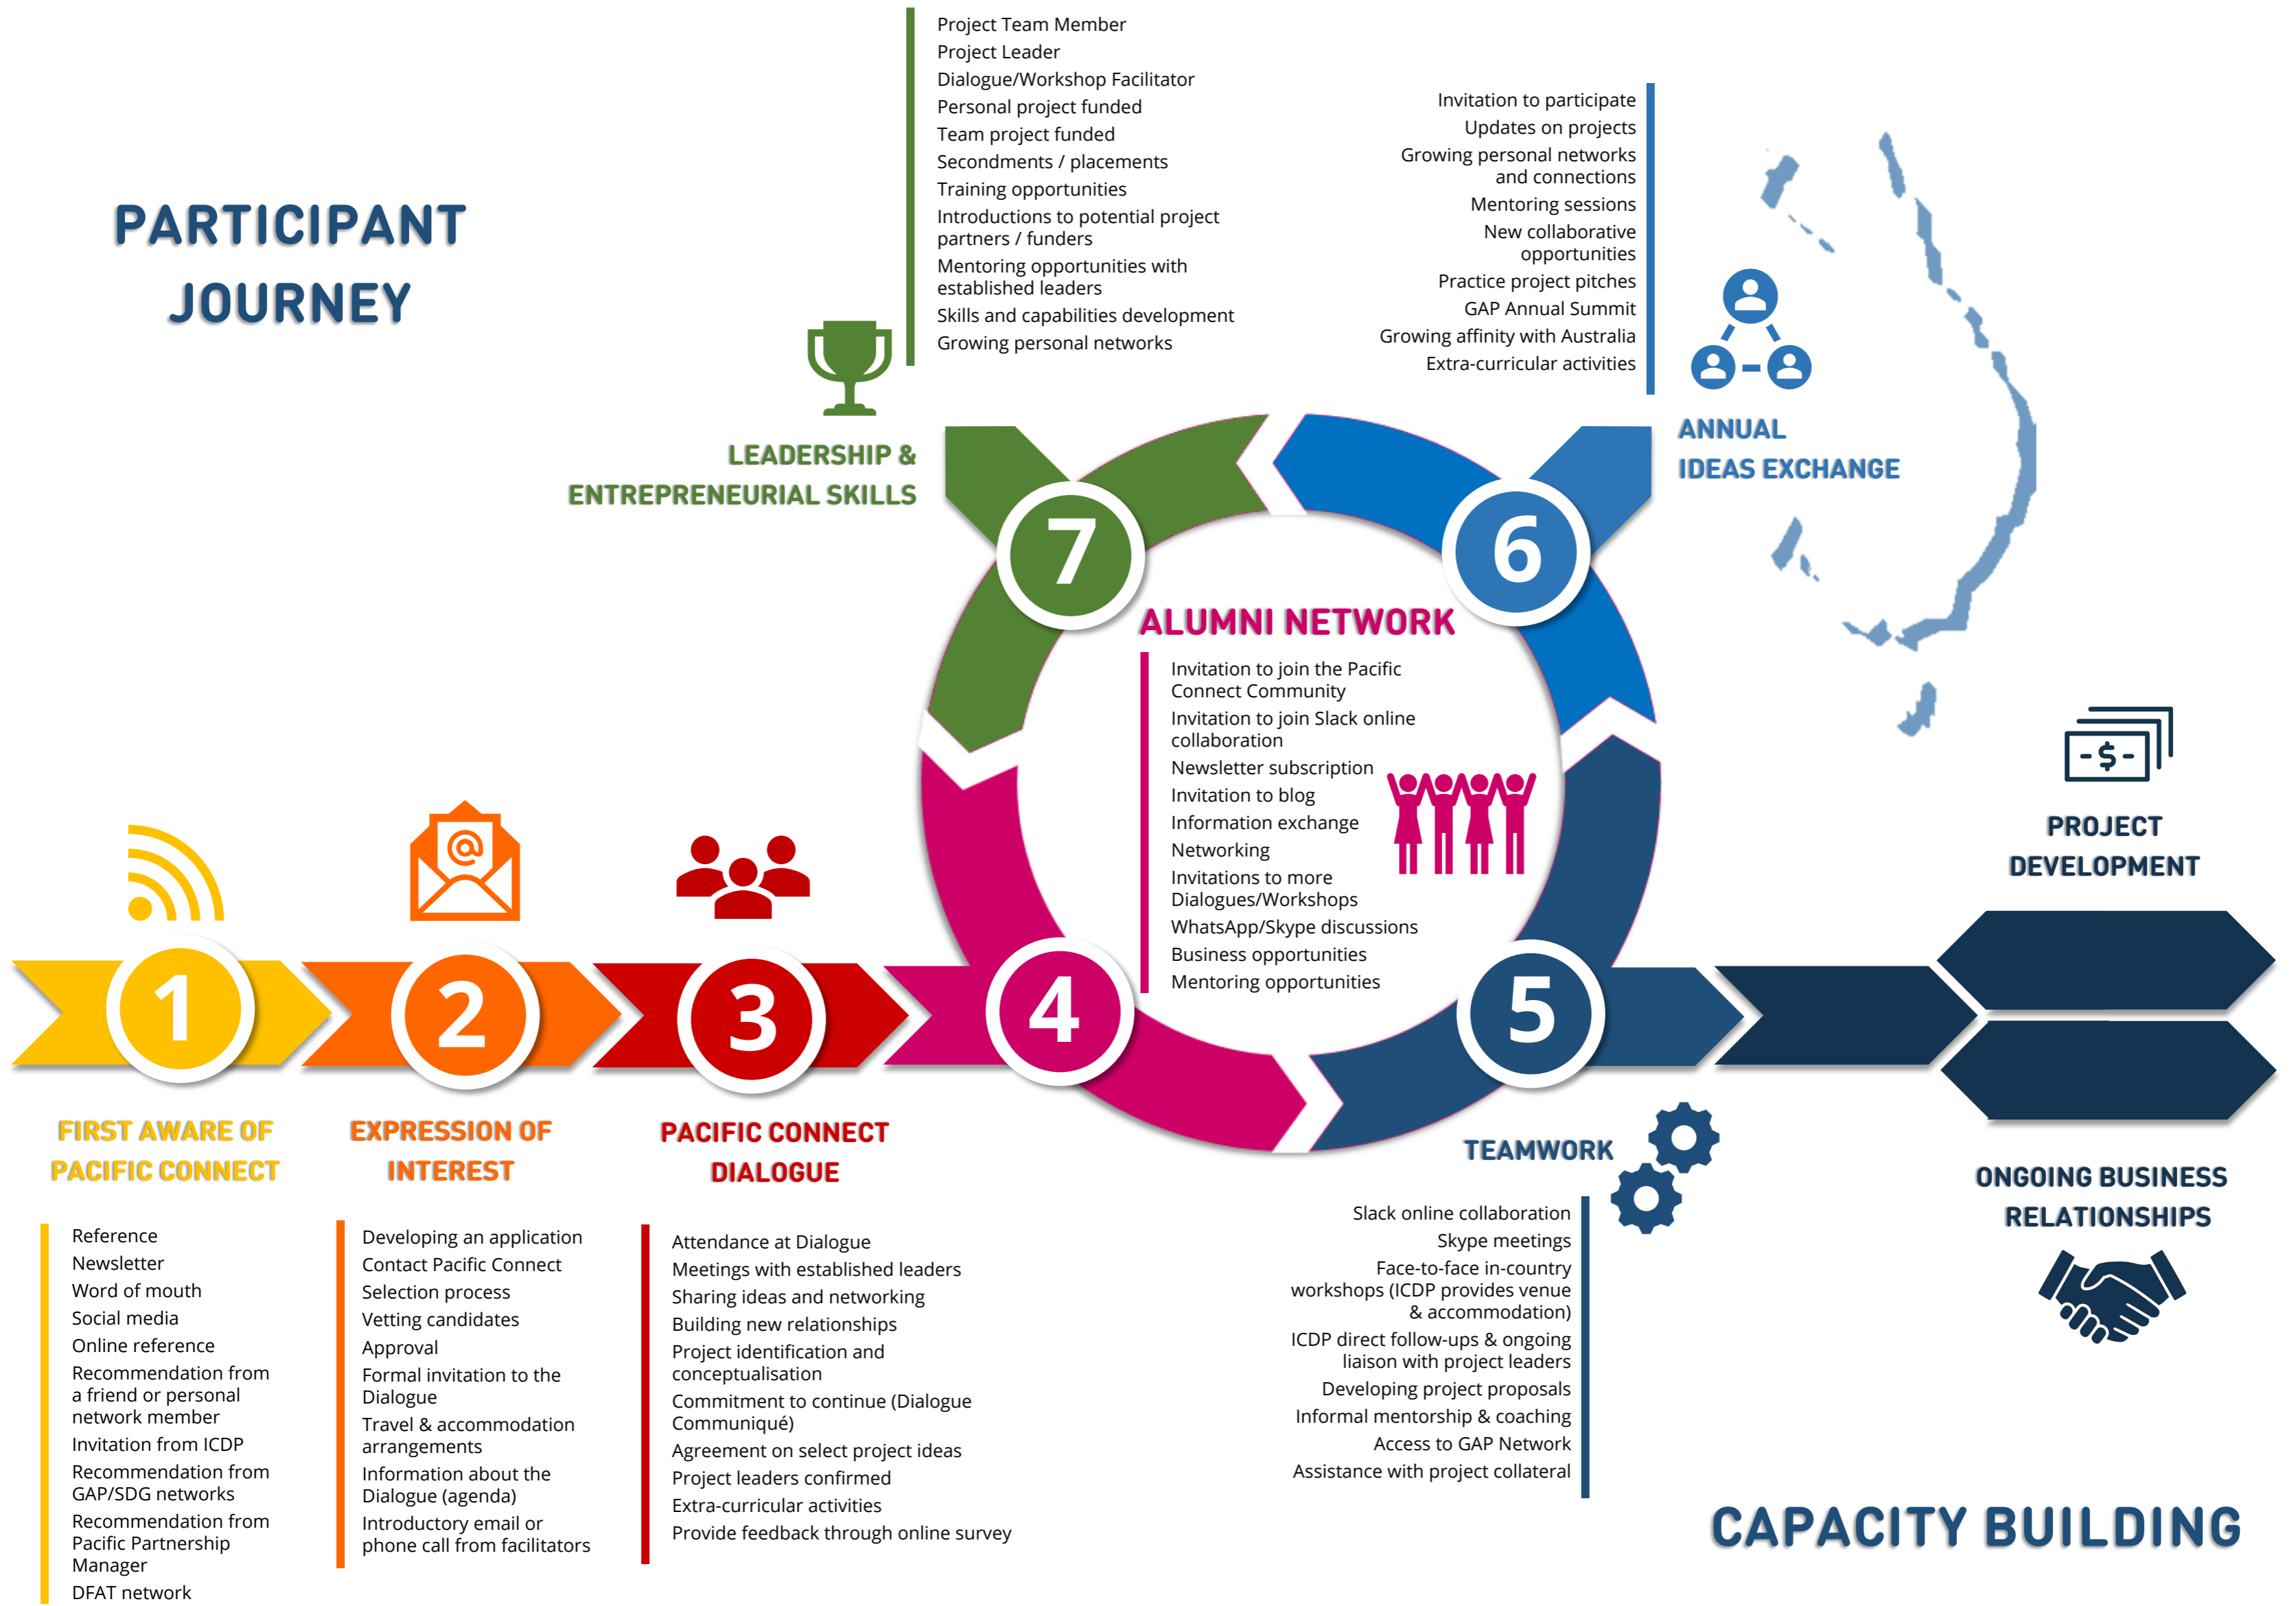 PARTICIPANT
JOURNEY
Project Team Member
Project Leader
Dialogue/Workshop Facilitator
Personal project funded
Team project funded
Secondments / placements
Training opportunities
Introductions to potential project
partners / funders
Mentoring opportunities with
established leaders
Skills and capabilities development
Growing personal networks
LEADERSHIP &
ENTREPRENEURIAL SKILLS
7
Invitation to participate
Updates on projects
Growing personal networks
and connections
Mentoring sessions
New collaborative
opportunities
Practice project pitches
GAP Annual Summit
Growing affinity with Australia
Extra-curricular activities
ANNUAL
IDEAS EXCHANGE
6
ALUMNI NETWORK
Invitation to join the Pacific
Connect Community
Invitation to join Slack online
collaboration
Newsletter subscription
Invitation to blog
Information exchange
Networking
Invitations to more
Dialogues/Workshops
WhatsApp/Skype discussions
Business opportunities
Mentoring opportunities
@
-$-
PROJECT
DEVELOPMENT
1
2
3
4
5
FIRST AWARE OF
PACIFIC CONNECT
Reference
Newsletter
Word of mouth
Social media
Online reference
Recommendation from
a friend or personal
network member
Invitation from ICDP
Recommendation from
GAP/SDG networks
Recommendation from
Pacific Partnership
Manager
DFAT network
EXPRESSION OF
INTEREST
Developing an application
Contact Pacific Connect
Selection process
Vetting candidates
Approval
Formal invitation to the
Dialogue
Travel & accommodation
arrangements
Information about the
Dialogue (agenda)
Introductory email or
phone call from facilitators
PACIFIC CONNECT
DIALOGUE
Attendance at Dialogue
Meetings with established leaders
Sharing ideas and networking
Building new relationships
Project identification and
conceptualisation
Commitment to continue (Dialogue
Communiqué)
Agreement on select project ideas
Project leaders confirmed
Extra-curricular activities
Provide feedback through online survey
TEAMWORK
Slack online collaboration
Skype meetings
Face-to-face in-country
workshops (ICDP provides venue
& accommodation)
ICDP direct follow-ups & ongoing
liaison with project leaders
Developing project proposals
Informal mentorship & coaching
Access to GAP Network
Assistance with project collateral
ONGOING BUSINESS
RELATIONSHIPS
CAPACITY BUILDING